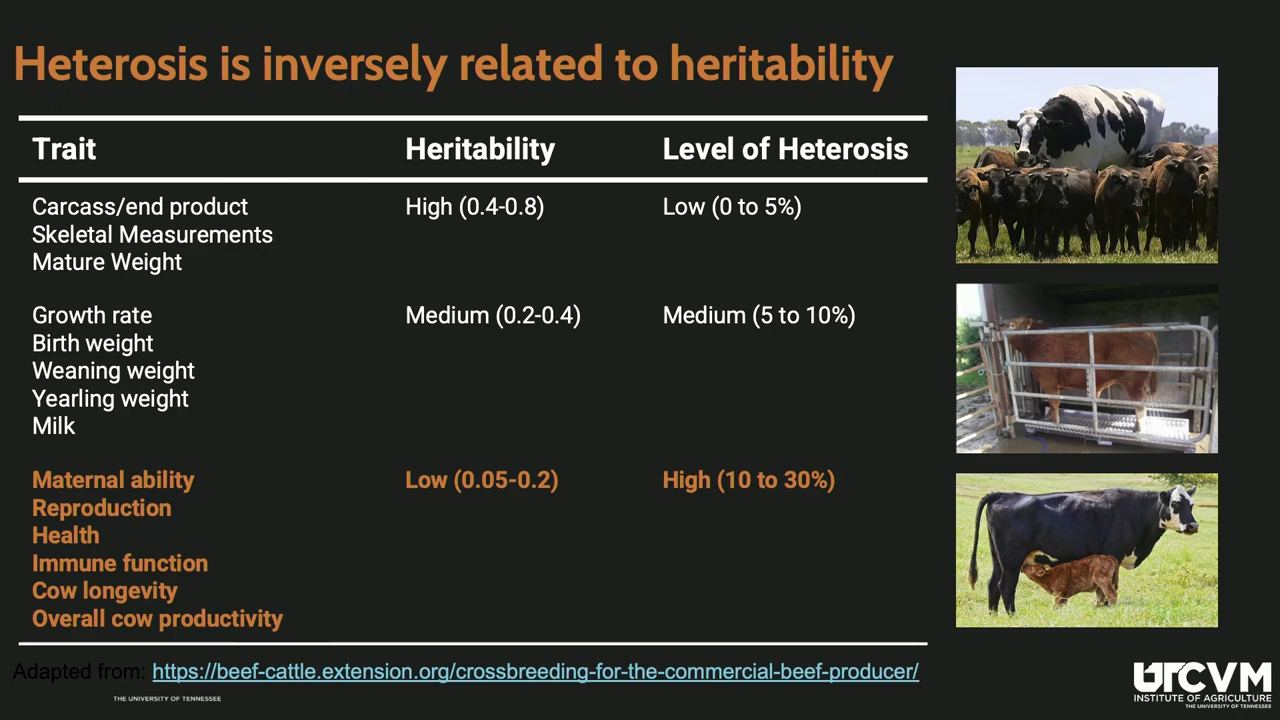 Heterosis is inversely related to heritability
Trait Heritability Level of Heterosis
Carcass/end product High (0.4-0.8) Low (0 to 5%)
Skeletal Measurements
Mature Weight
Growth rate Medium (0.2-0.4) Medium (5 to 10%)
Birth weight
Weaning weight
Yearling weight
Milk
Maternal ability Low (0.05-0.2) High (10 to 30%)
Reproduction
Health
Immune function
Cow longevity
Overall cow productivity
Adapted from: https://beef-cattle.extension.org/crossbreeding-for-the-commercial-beef-producer/
THE UNIVERSITY OF TENNESSEE
UTCVM
INSTITUTE OF AGRICULTURE
THE UNIVERSITY OF TENNESSEE